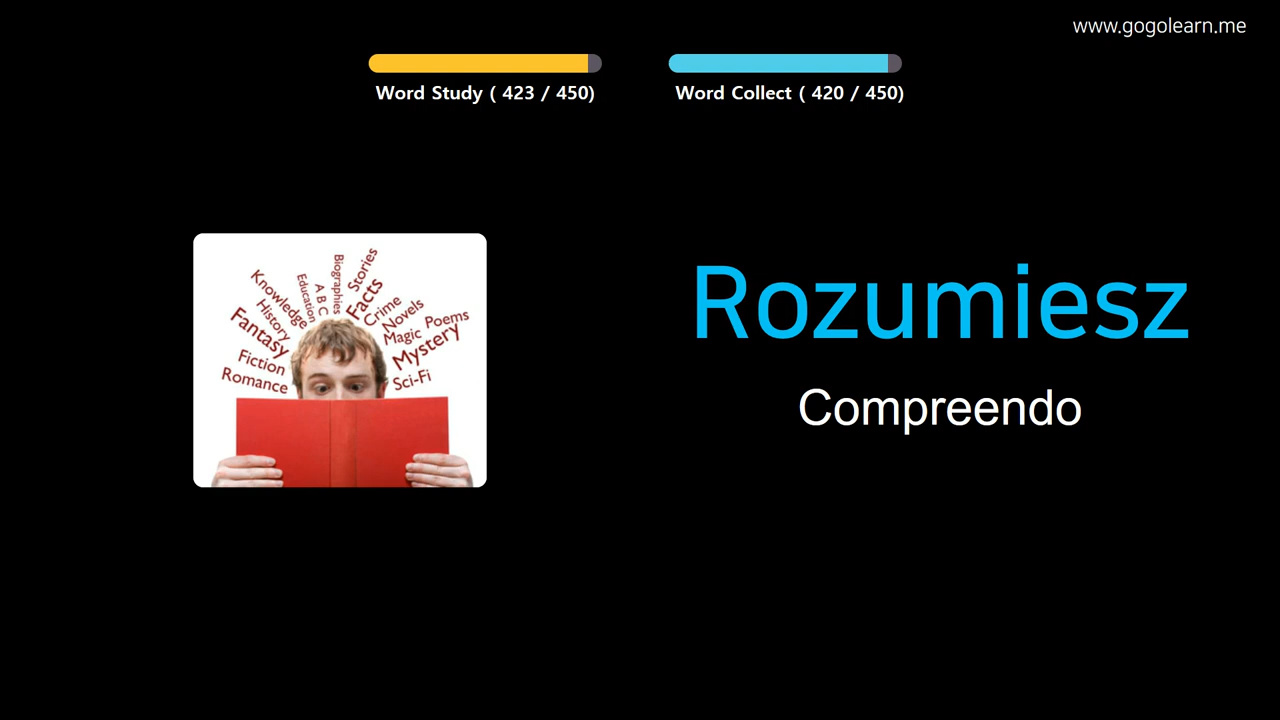 www.gogolearn.me
Word Study ( 423 / 450)
Word Collect ( 420 / 450)
Rozumiesz
Compreendo
Knowledge
History
Fantasy
Fiction
Romance
Education
A B C
Biographies
Stories
Facts
Crime
Novels
Magic
Poems
Mystery
Sci-Fi